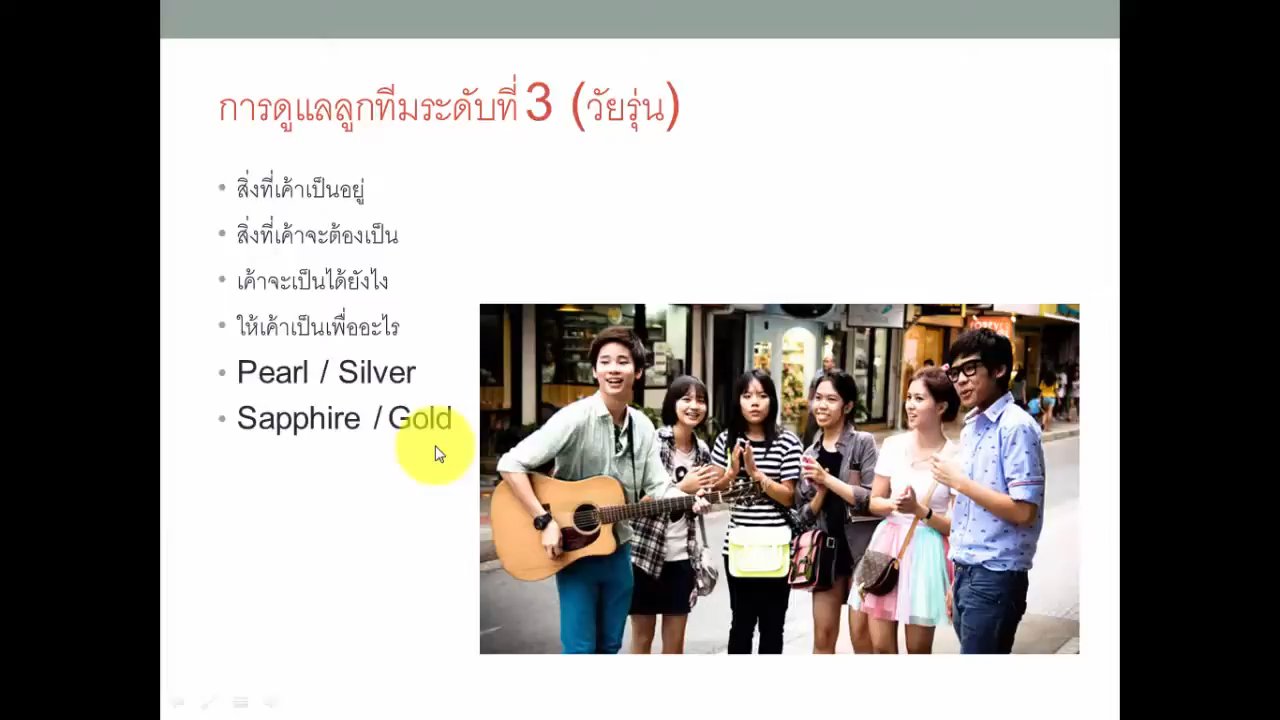 การดูแลลูกทีมระดับที่ 3 (วัยรุ่น)
สิ่งที่เค้าเป็นอยู่
สิ่งที่เค้าจะต้องเป็น
เค้าจะเป็นได้ยังไง
ให้เค้าเป็นเพื่ออะไร
Pearl / Silver
Sapphire / Gold